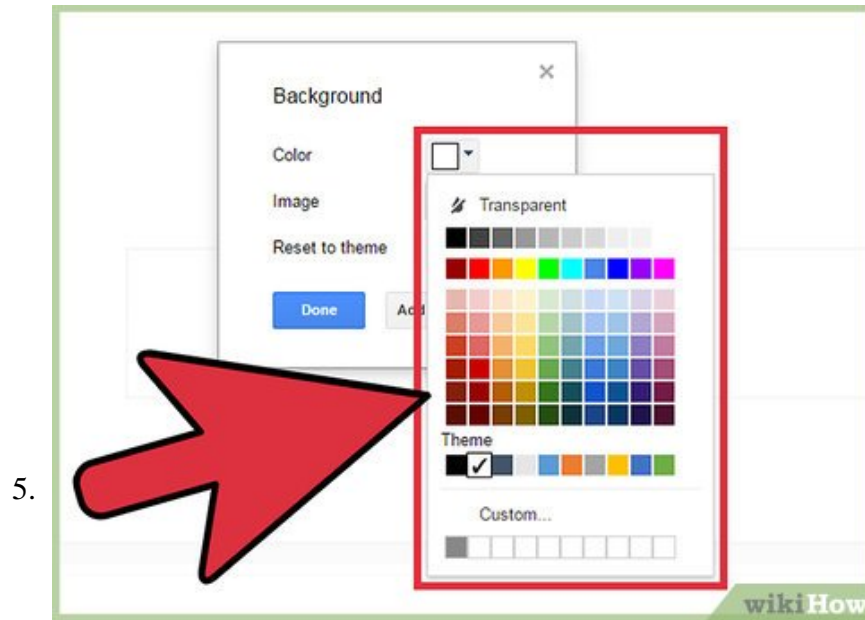 Background
×
Color
Image
Transparent
Reset to theme
Done
Theme
5.
Custom...
wikiHow